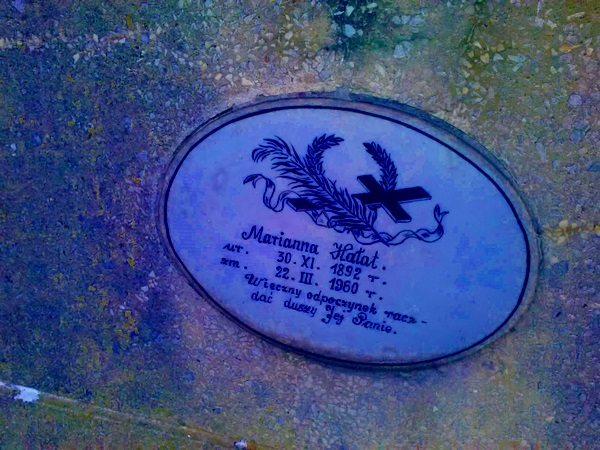 Marianna Hałat.
ur. 30. XI. 1892 r.
zm. 22. III. 1960 r.
Wieczny odpoczynek racz-
dać duszy Jej Panie.